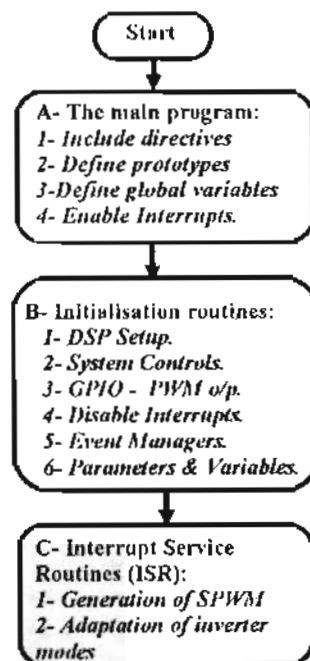 Start
A- The main program:
1- Include directives
2- Define prototypes
3-Define global variables
4- Enable Interrupts.
B- Initialisation routines:
1- DSP Setup.
2- System Controls.
3- GPIO - PWM o/p.
4- Disable Interrupts.
5- Event Managers.
6- Parameters & Variables.
C- Interrupt Service
Routines (ISR):
1- Generation of SPWM
2- Adaptation of inverter
modes